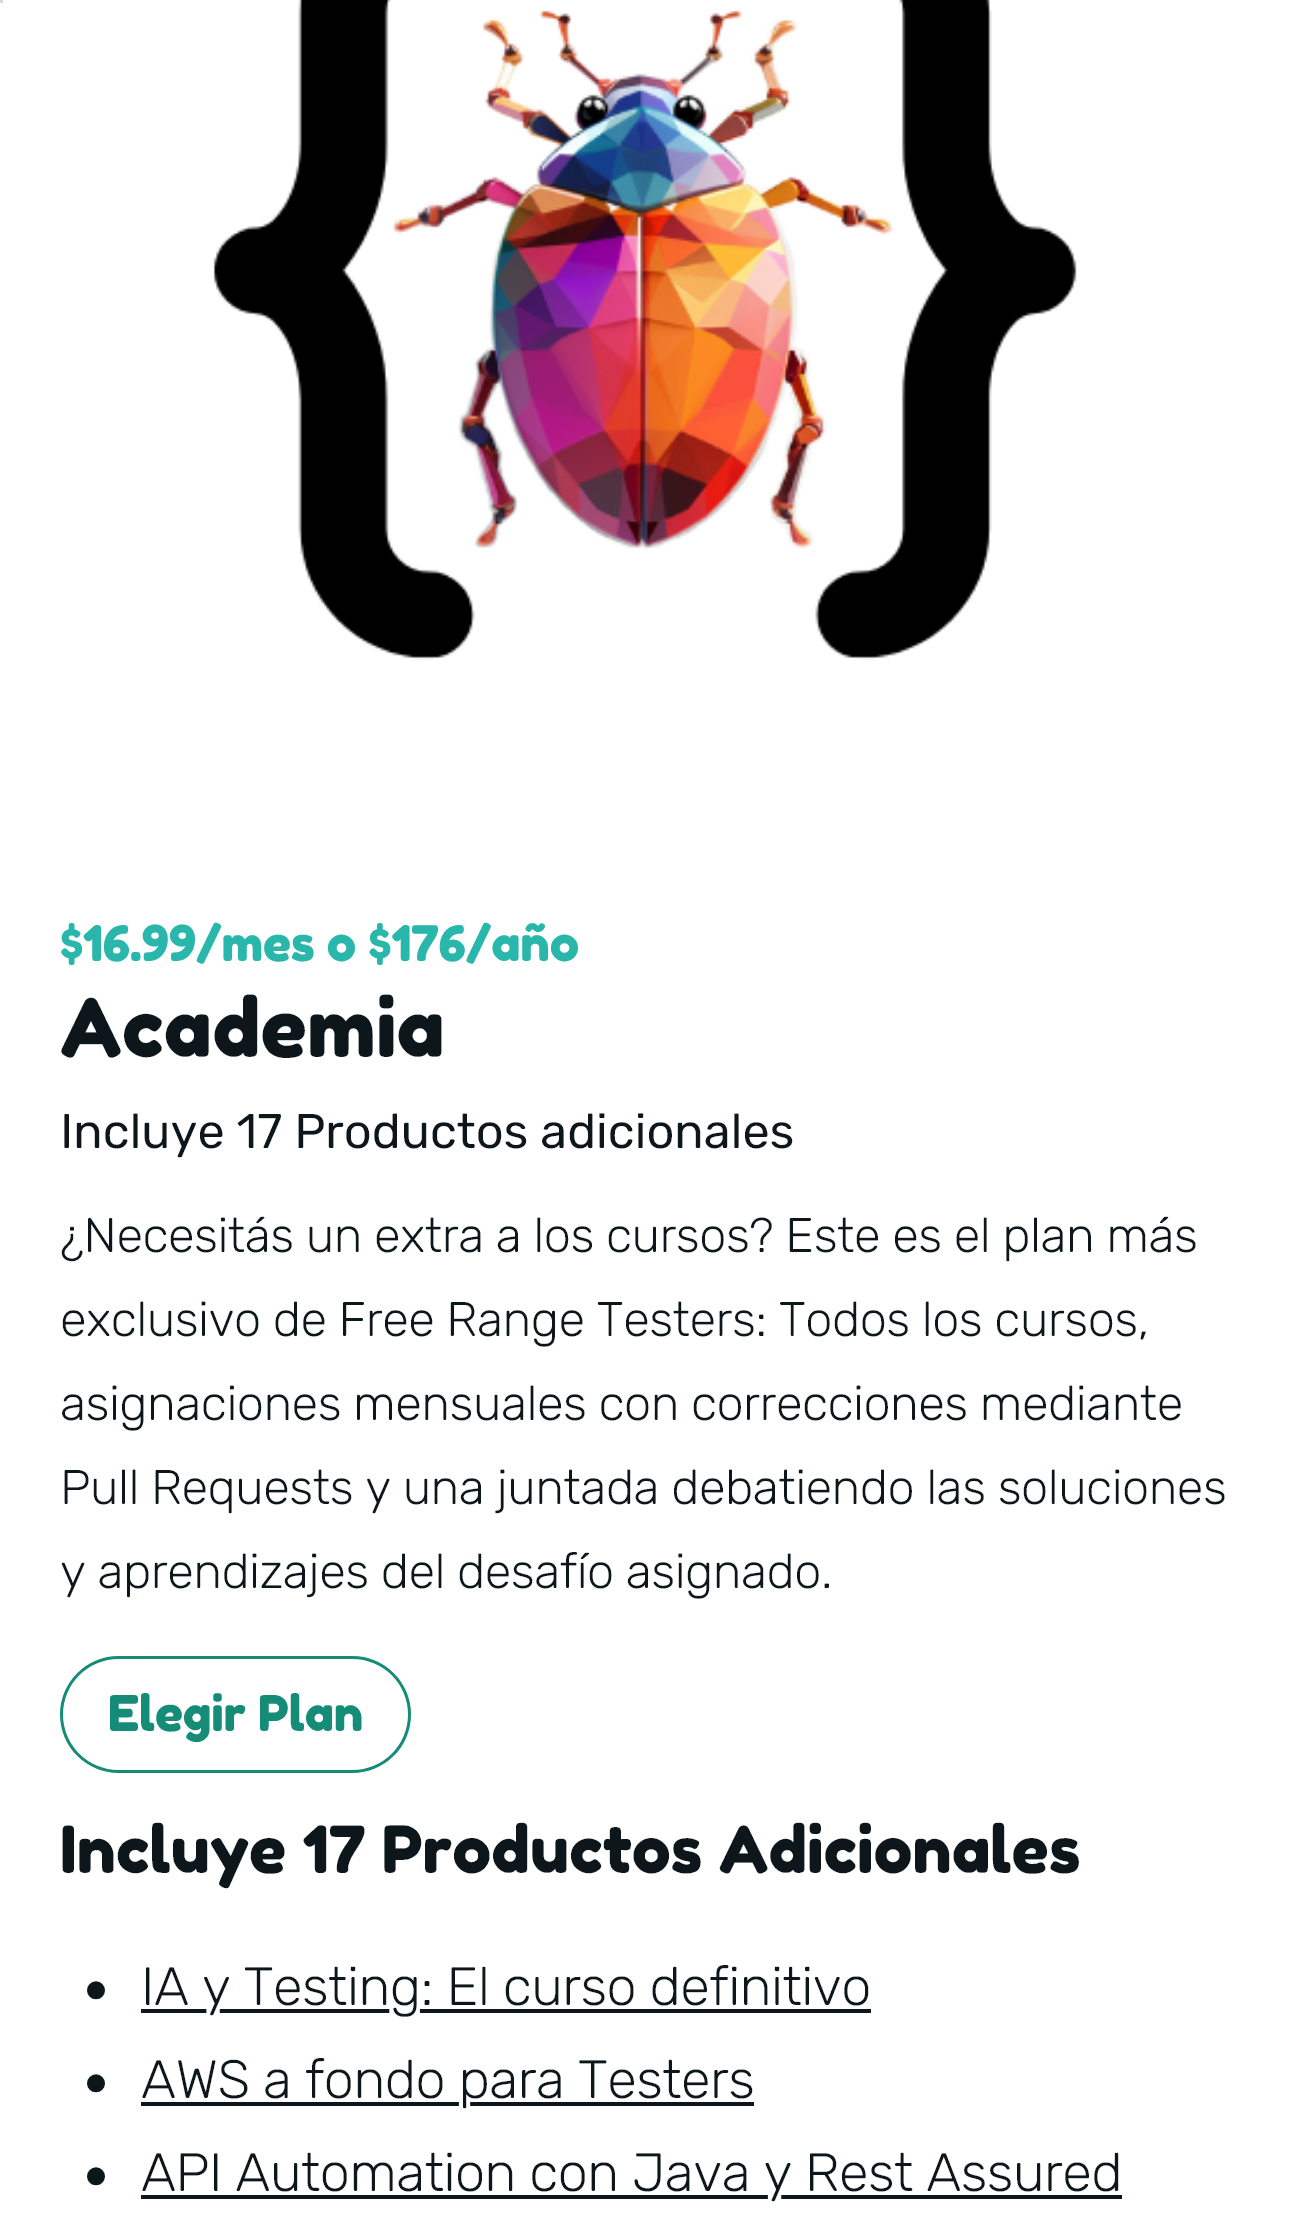 $16.99/mes o $176/año
Academia
Incluye 17 Productos adicionales
¿Necesitás un extra a los cursos? Este es el plan más
exclusivo de Free Range Testers: Todos los cursos,
asignaciones mensuales con correcciones mediante
Pull Requests y una juntada debatiendo las soluciones
y aprendizajes del desafío asignado.
Elegir Plan
Incluye 17 Productos Adicionales
• IA y Testing: El curso definitivo
• AWS a fondo para Testers
• API Automation con Java y Rest Assured